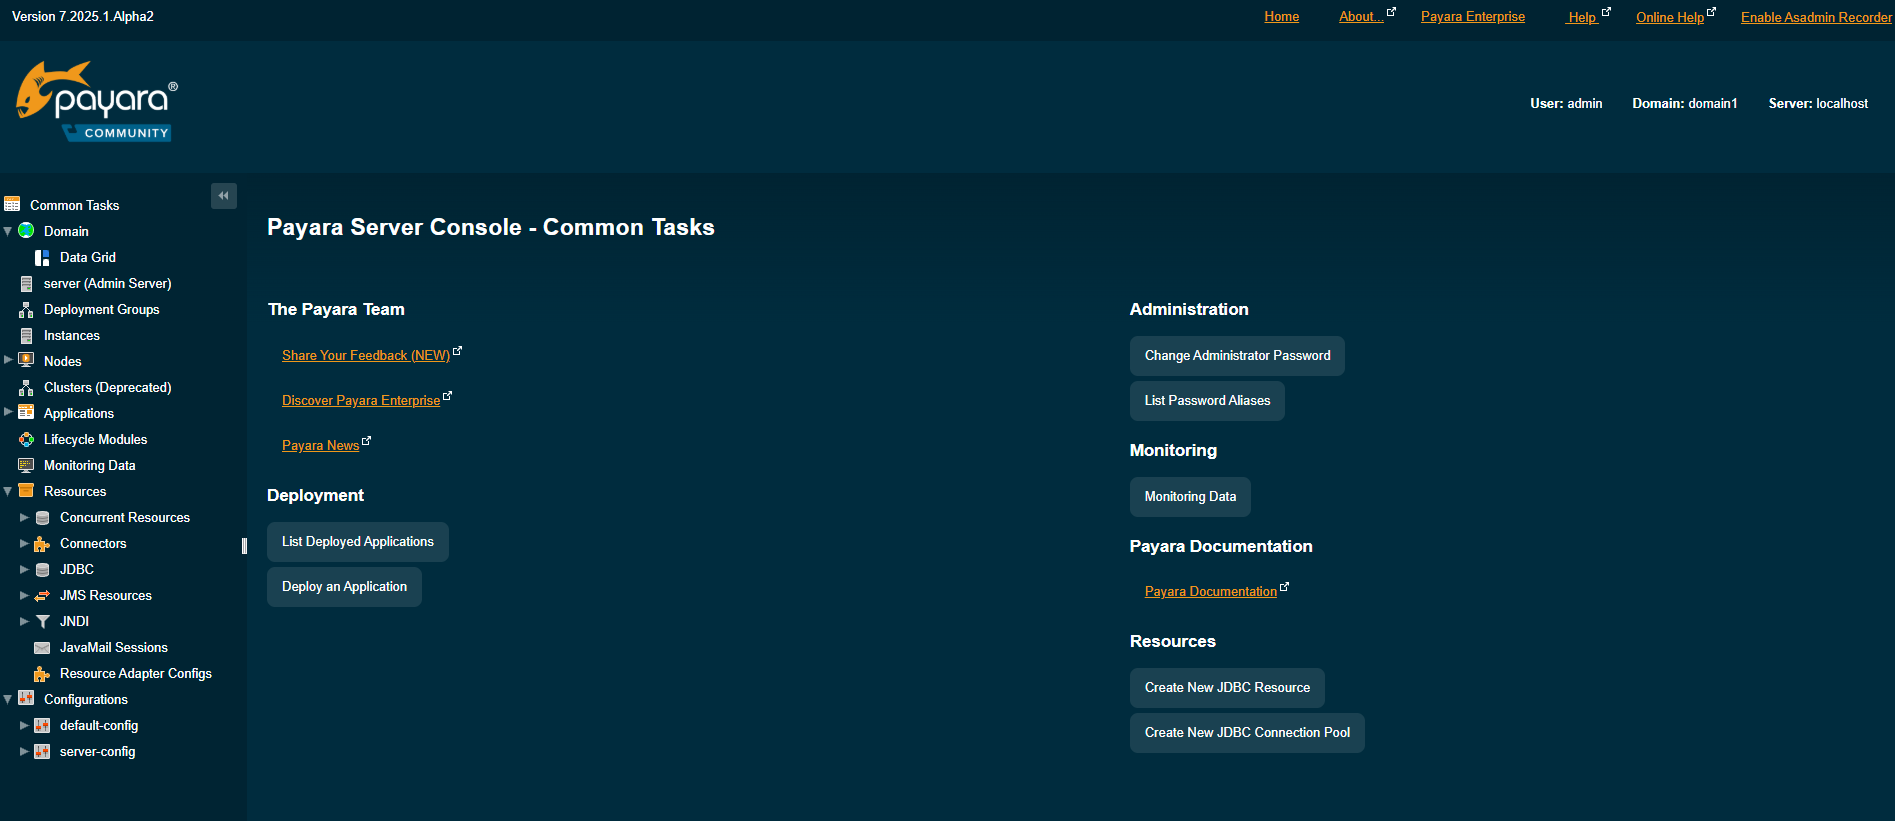 Version 7.2025.1.Alpha2
Home About... Payara Enterprise Help Online Help Enable Asadmin Recorder
payara®
COMMUNITY
User: admin Domain: domain1 Server: localhost
Common Tasks
Domain
Data Grid
server (Admin Server)
Deployment Groups
Instances
Nodes
Clusters (Deprecated)
Applications
Lifecycle Modules
Monitoring Data
Resources
Concurrent Resources
Connectors
JDBC
JMS Resources
JNDI
JavaMail Sessions
Resource Adapter Configs
Configurations
default-config
server-config
Payara Server Console - Common Tasks
The Payara Team
Share Your Feedback (NEW)
Discover Payara Enterprise
Payara News
Deployment
List Deployed Applications
Deploy an Application
Administration
Change Administrator Password
List Password Aliases
Monitoring
Monitoring Data
Payara Documentation
Payara Documentation
Resources
Create New JDBC Resource
Create New JDBC Connection Pool